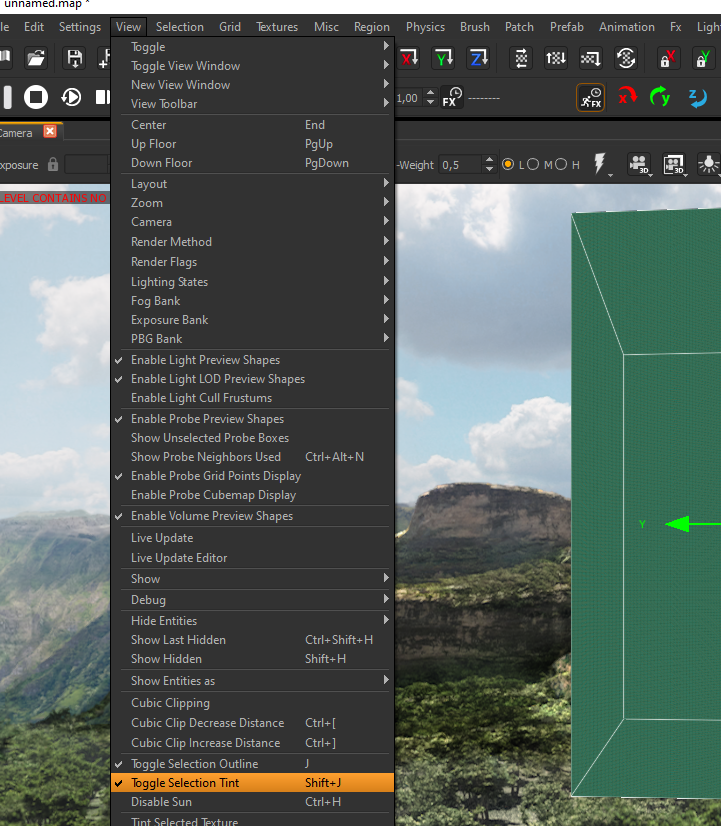 unnamed.map *
le Edit Settings View Selection Grid Textures Misc Region Physics Brush Patch Prefab Animation Fx Ligh
X Y Z X Y
1,00 FX -------- FX x y z
Camera
xposure -Weight 0,5 L M H 3D 3D
LEVEL CONTAINS NO
Toggle
Toggle View Window
New View Window
View Toolbar
Center End
Up Floor PgUp
Down Floor PgDown
Layout
Zoom
Camera
Render Method
Render Flags
Lighting States
Fog Bank
Exposure Bank
PBG Bank
Enable Light Preview Shapes
Enable Light LOD Preview Shapes
Enable Light Cull Frustums
Enable Probe Preview Shapes
Show Unselected Probe Boxes
Show Probe Neighbors Used Ctrl+Alt+N
Enable Probe Grid Points Display
Enable Probe Cubemap Display
Enable Volume Preview Shapes
Y
Live Update
Live Update Editor
Show
Debug
Hide Entities
Show Last Hidden Ctrl+Shift+H
Show Hidden Shift+H
Show Entities as
Cubic Clipping
Cubic Clip Decrease Distance Ctrl+[
Cubic Clip Increase Distance Ctrl+]
Toggle Selection Outline J
Toggle Selection Tint Shift+J
Disable Sun Ctrl+H
Tint Selected Texture